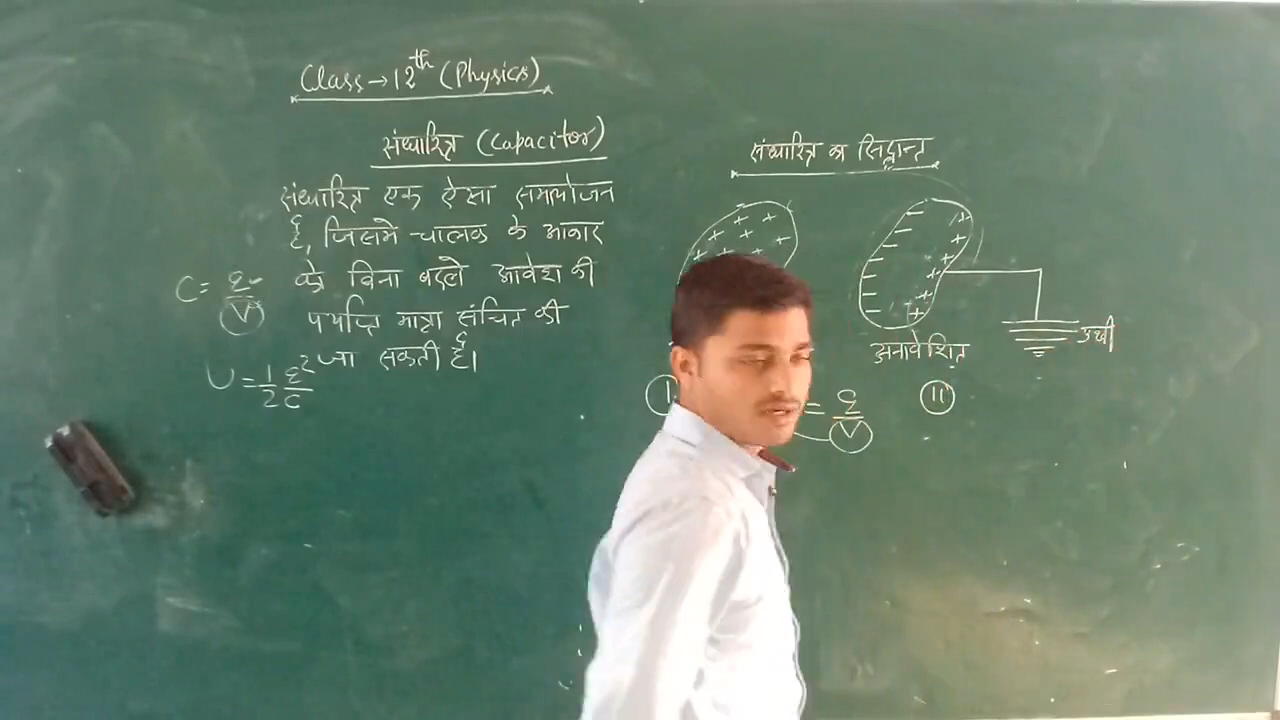 Class→12th (Physics)
संधारित्र (Capacitor)
संधारित्र एक ऐसा समायोजन
है, जिसमे चालक के आकार
को बिना बदले आवेश की
पर्याप्त मात्रा संचित की
जा सकती है।
C = q/V
U = 1/2 q²/C
संधारित्र का सिद्धान्त
+ + + + + + +
− − − − − − + + + + + +
अनावेशित
पृथ्वी
I
= q/V
II